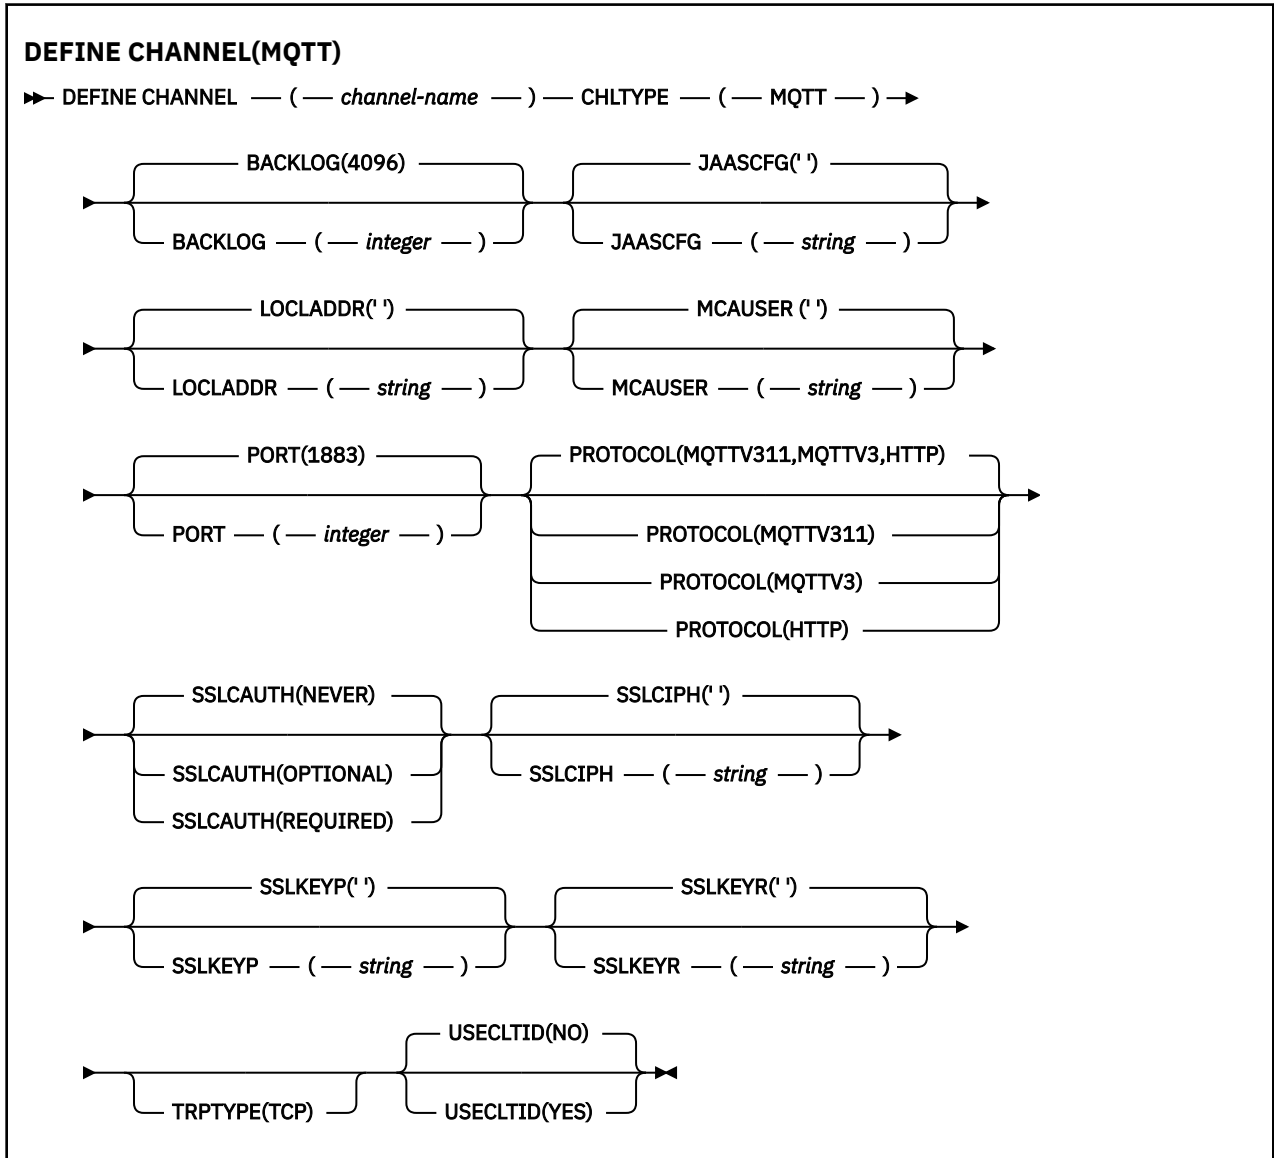 DEFINE CHANNEL(MQTT)
DEFINE CHANNEL ( channel-name ) CHLTYPE ( MQTT )
BACKLOG(4096) JAASCFG(' ')
BACKLOG ( integer ) JAASCFG ( string )
LOCLADDR(' ') MCAUSER (' ')
LOCLADDR ( string ) MCAUSER ( string )
PORT(1883) PROTOCOL(MQTTV311,MQTTV3,HTTP)
PORT ( integer ) PROTOCOL(MQTTV311)
PROTOCOL(MQTTV3)
PROTOCOL(HTTP)
SSLCAUTH(NEVER) SSLCIPH(' ')
SSLCAUTH(OPTIONAL) SSLCIPH ( string )
SSLCAUTH(REQUIRED)
SSLKEYP(' ') SSLKEYR(' ')
SSLKEYP ( string ) SSLKEYR ( string )
USECLTID(NO)
TRPTYPE(TCP) USECLTID(YES)